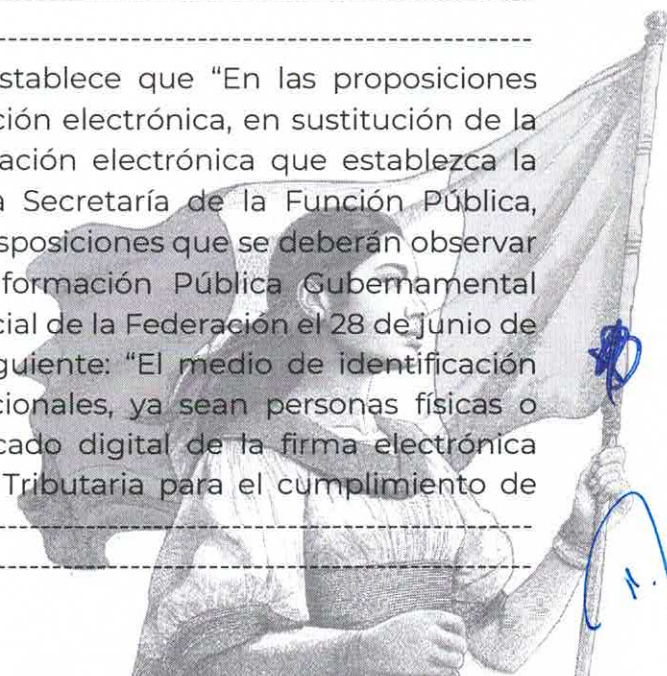 stablece que “En las proposiciones
ción electrónica, en sustitución de la
ación electrónica que establezca la
a Secretaría de la Función Pública,
sposiciones que se deberán observar
formación Pública Gubernamental
cial de la Federación el 28 de junio de
guiente: “El medio de identificación
cionales, ya sean personas físicas o
cado digital de la firma electrónica
Tributaria para el cumplimiento de